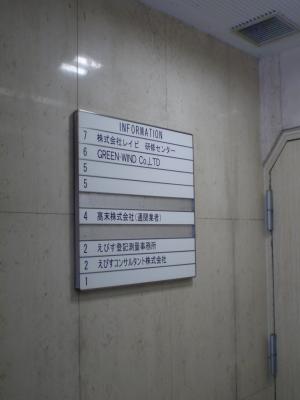 INFORMATION
7 株式会社レイビ 研修センター
6 GREEN-WIND Co.,LTD
5
5
4 髙末株式会社(通関業者)
2 えびす登記測量事務所
2 えびすコンサルタント株式会社
1